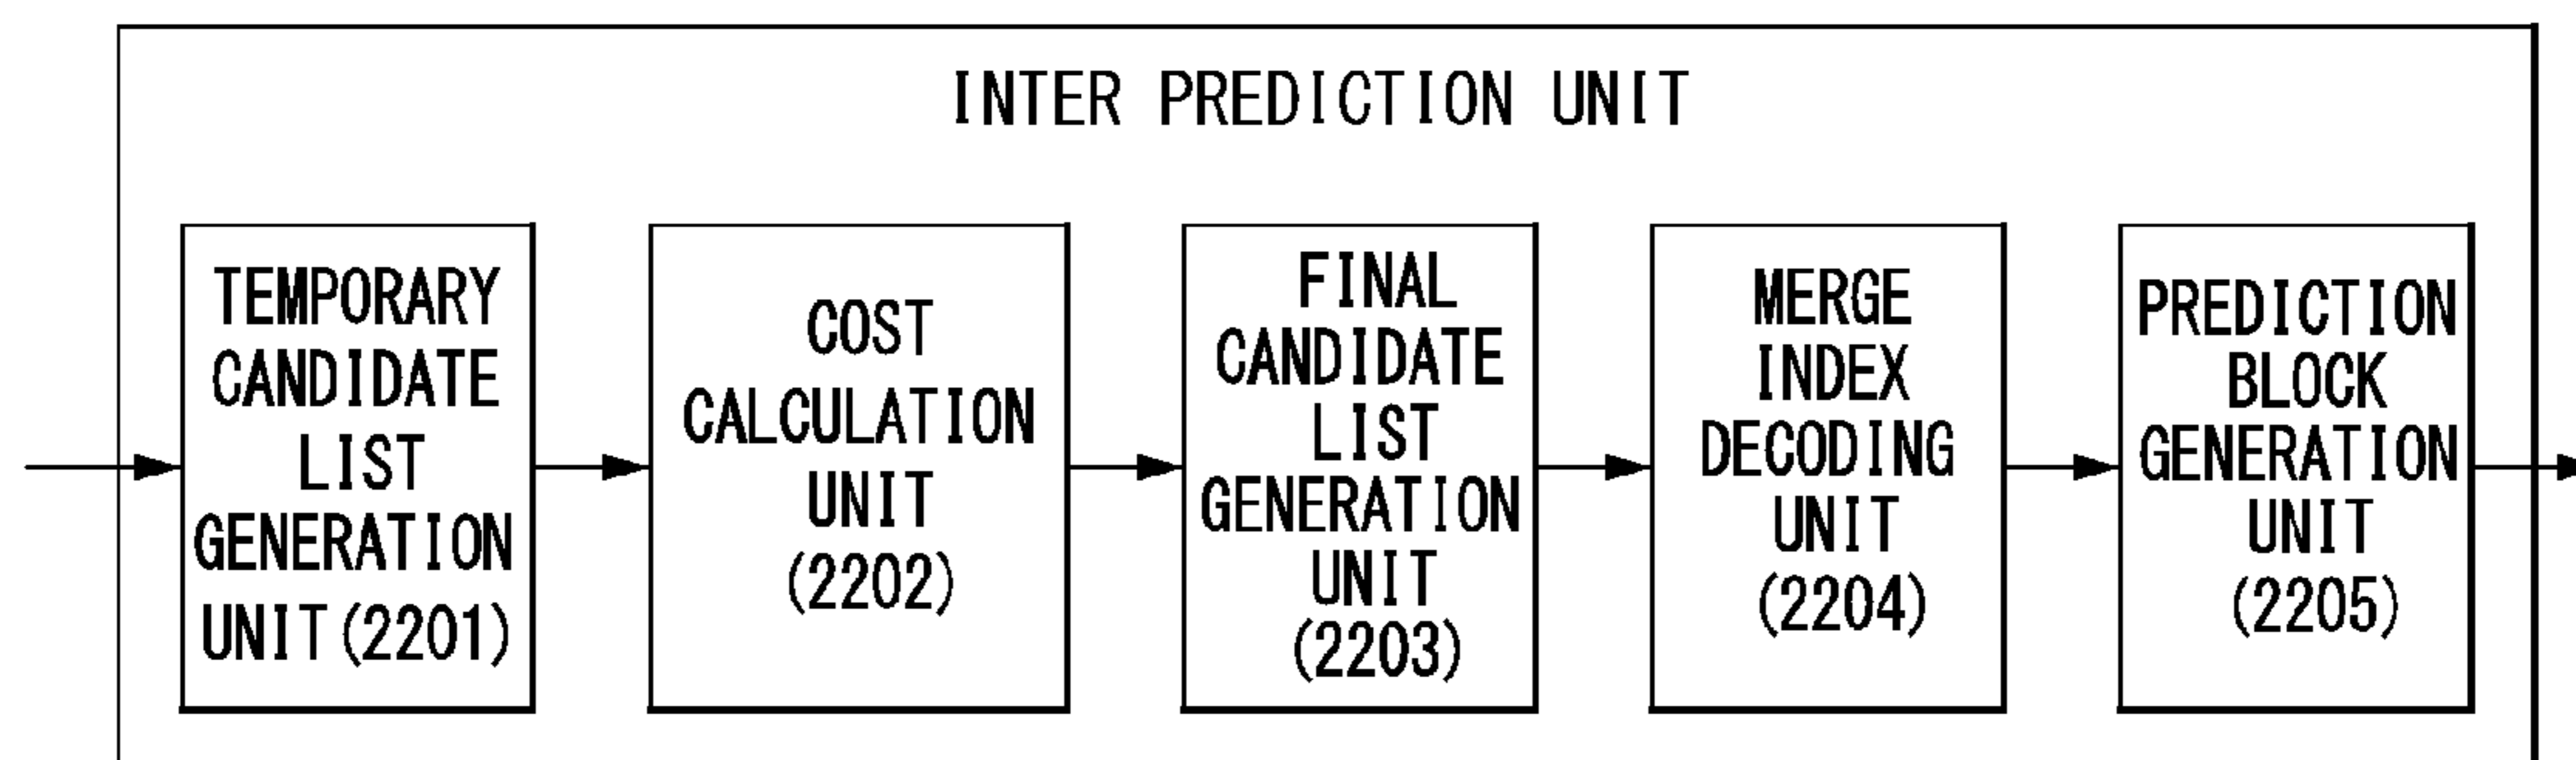 INTER PREDICTION UNIT
TEMPORARY
CANDIDATE
LIST
GENERATION
UNIT(2201)
COST
CALCULATION
UNIT
(2202)
FINAL
CANDIDATE
LIST
GENERATION
UNIT
(2203)
MERGE
INDEX
DECODING
UNIT
(2204)
PREDICTION
BLOCK
GENERATION
UNIT
(2205)